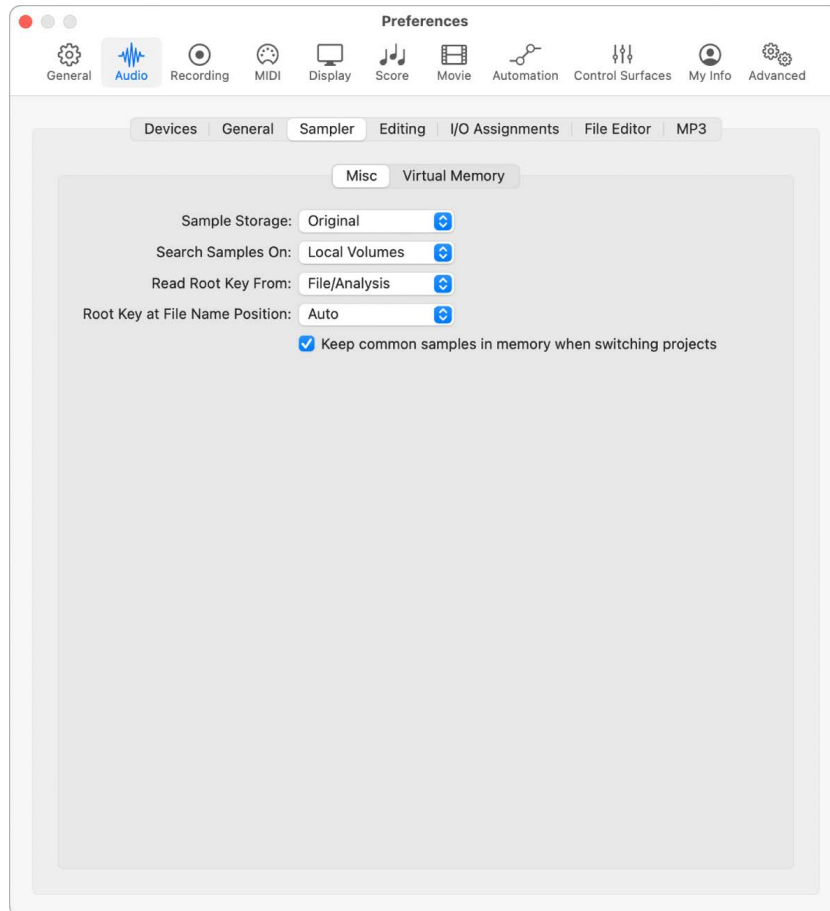 Preferences
General Audio Recording MIDI Display Score Movie Automation Control Surfaces My Info Advanced
Devices General Sampler Editing I/O Assignments File Editor MP3
Misc Virtual Memory
Sample Storage: Original
Search Samples On: Local Volumes
Read Root Key From: File/Analysis
Root Key at File Name Position: Auto
Keep common samples in memory when switching projects